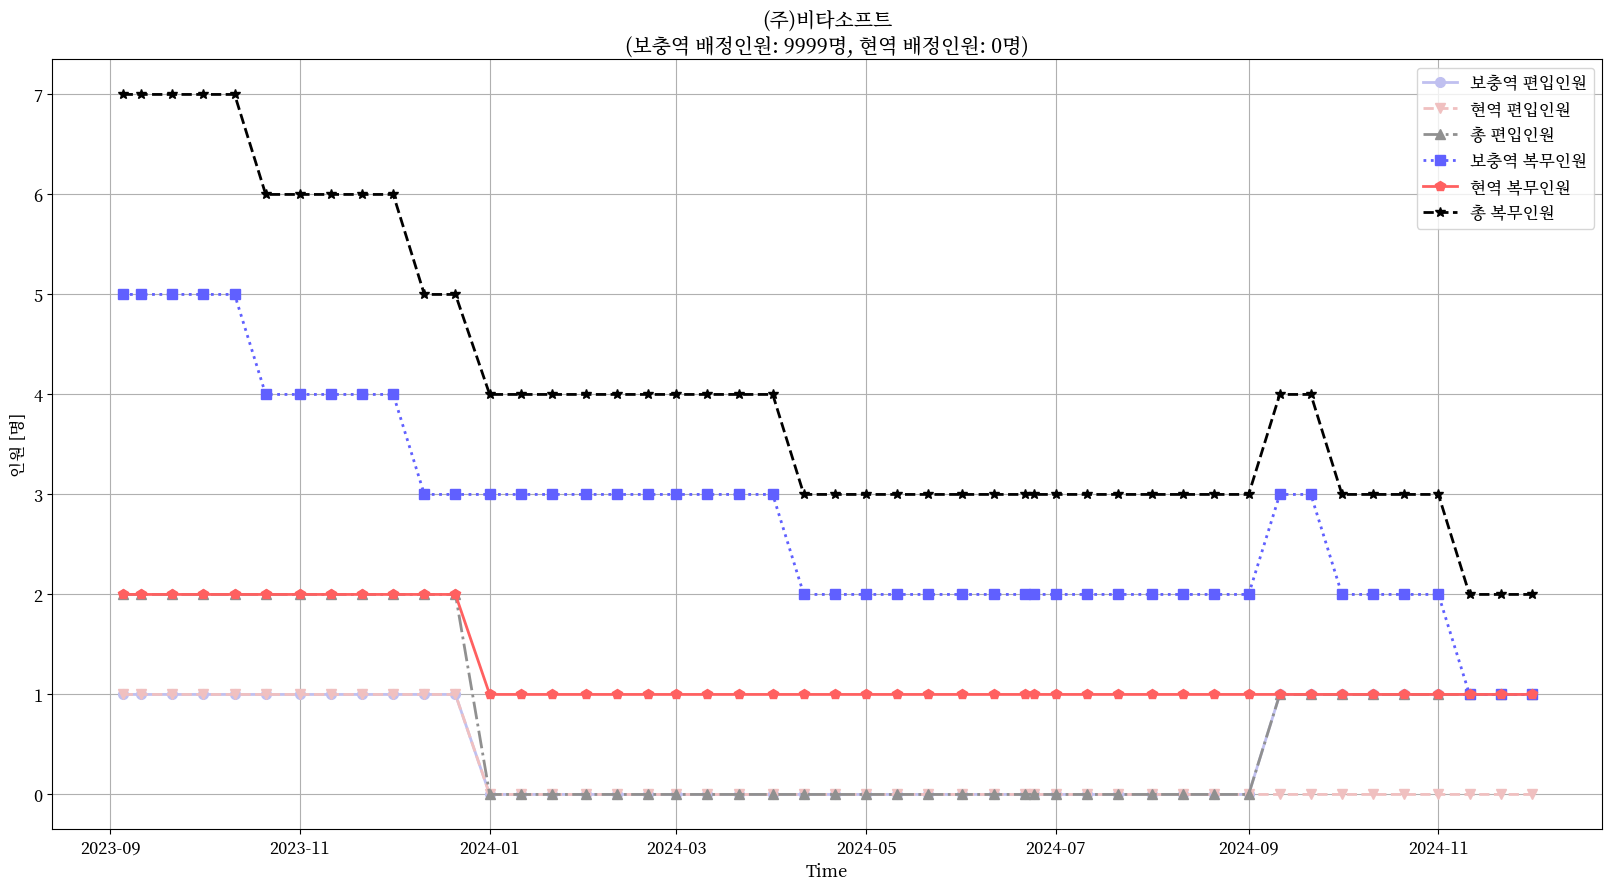 (주)비타소프트
(보충역 배정인원: 9999명, 현역 배정인원: 0명)
보충역 편입인원
현역 편입인원
총 편입인원
보충역 복무인원
현역 복무인원
총 복무인원
인원 [명]
7
6
5
4
3
2
1
0
2023-09 2023-11 2024-01 2024-03 2024-05 2024-07 2024-09 2024-11
Time